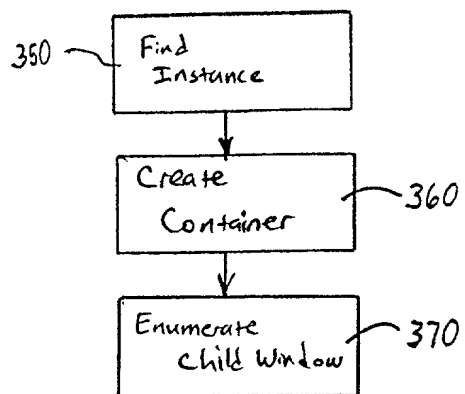 350
Find
Instance
Create
Container
360
Enumerate
Child Window
370